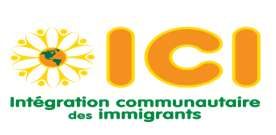 ICI
Intégration communautaire
des immigrants